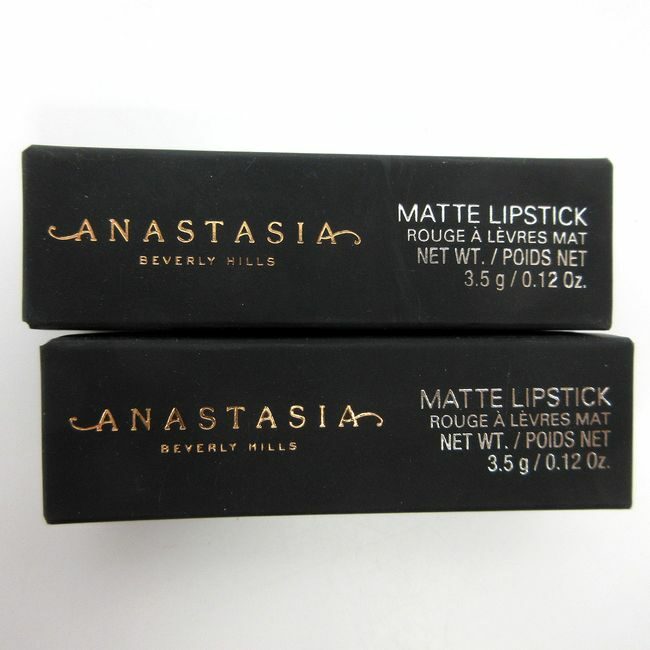 ANASTASIA
BEVERLY HILLS
MATTE LIPSTICK
ROUGE À LÈVRES MAT
NET WT. / POIDS NET
3.5 g / 0.12 Oz.
ANASTASIA
BEVERLY HILLS
MATTE LIPSTICK
ROUGE À LÈVRES MAT
NET WT. / POIDS NET
3.5 g / 0.12 Oz.